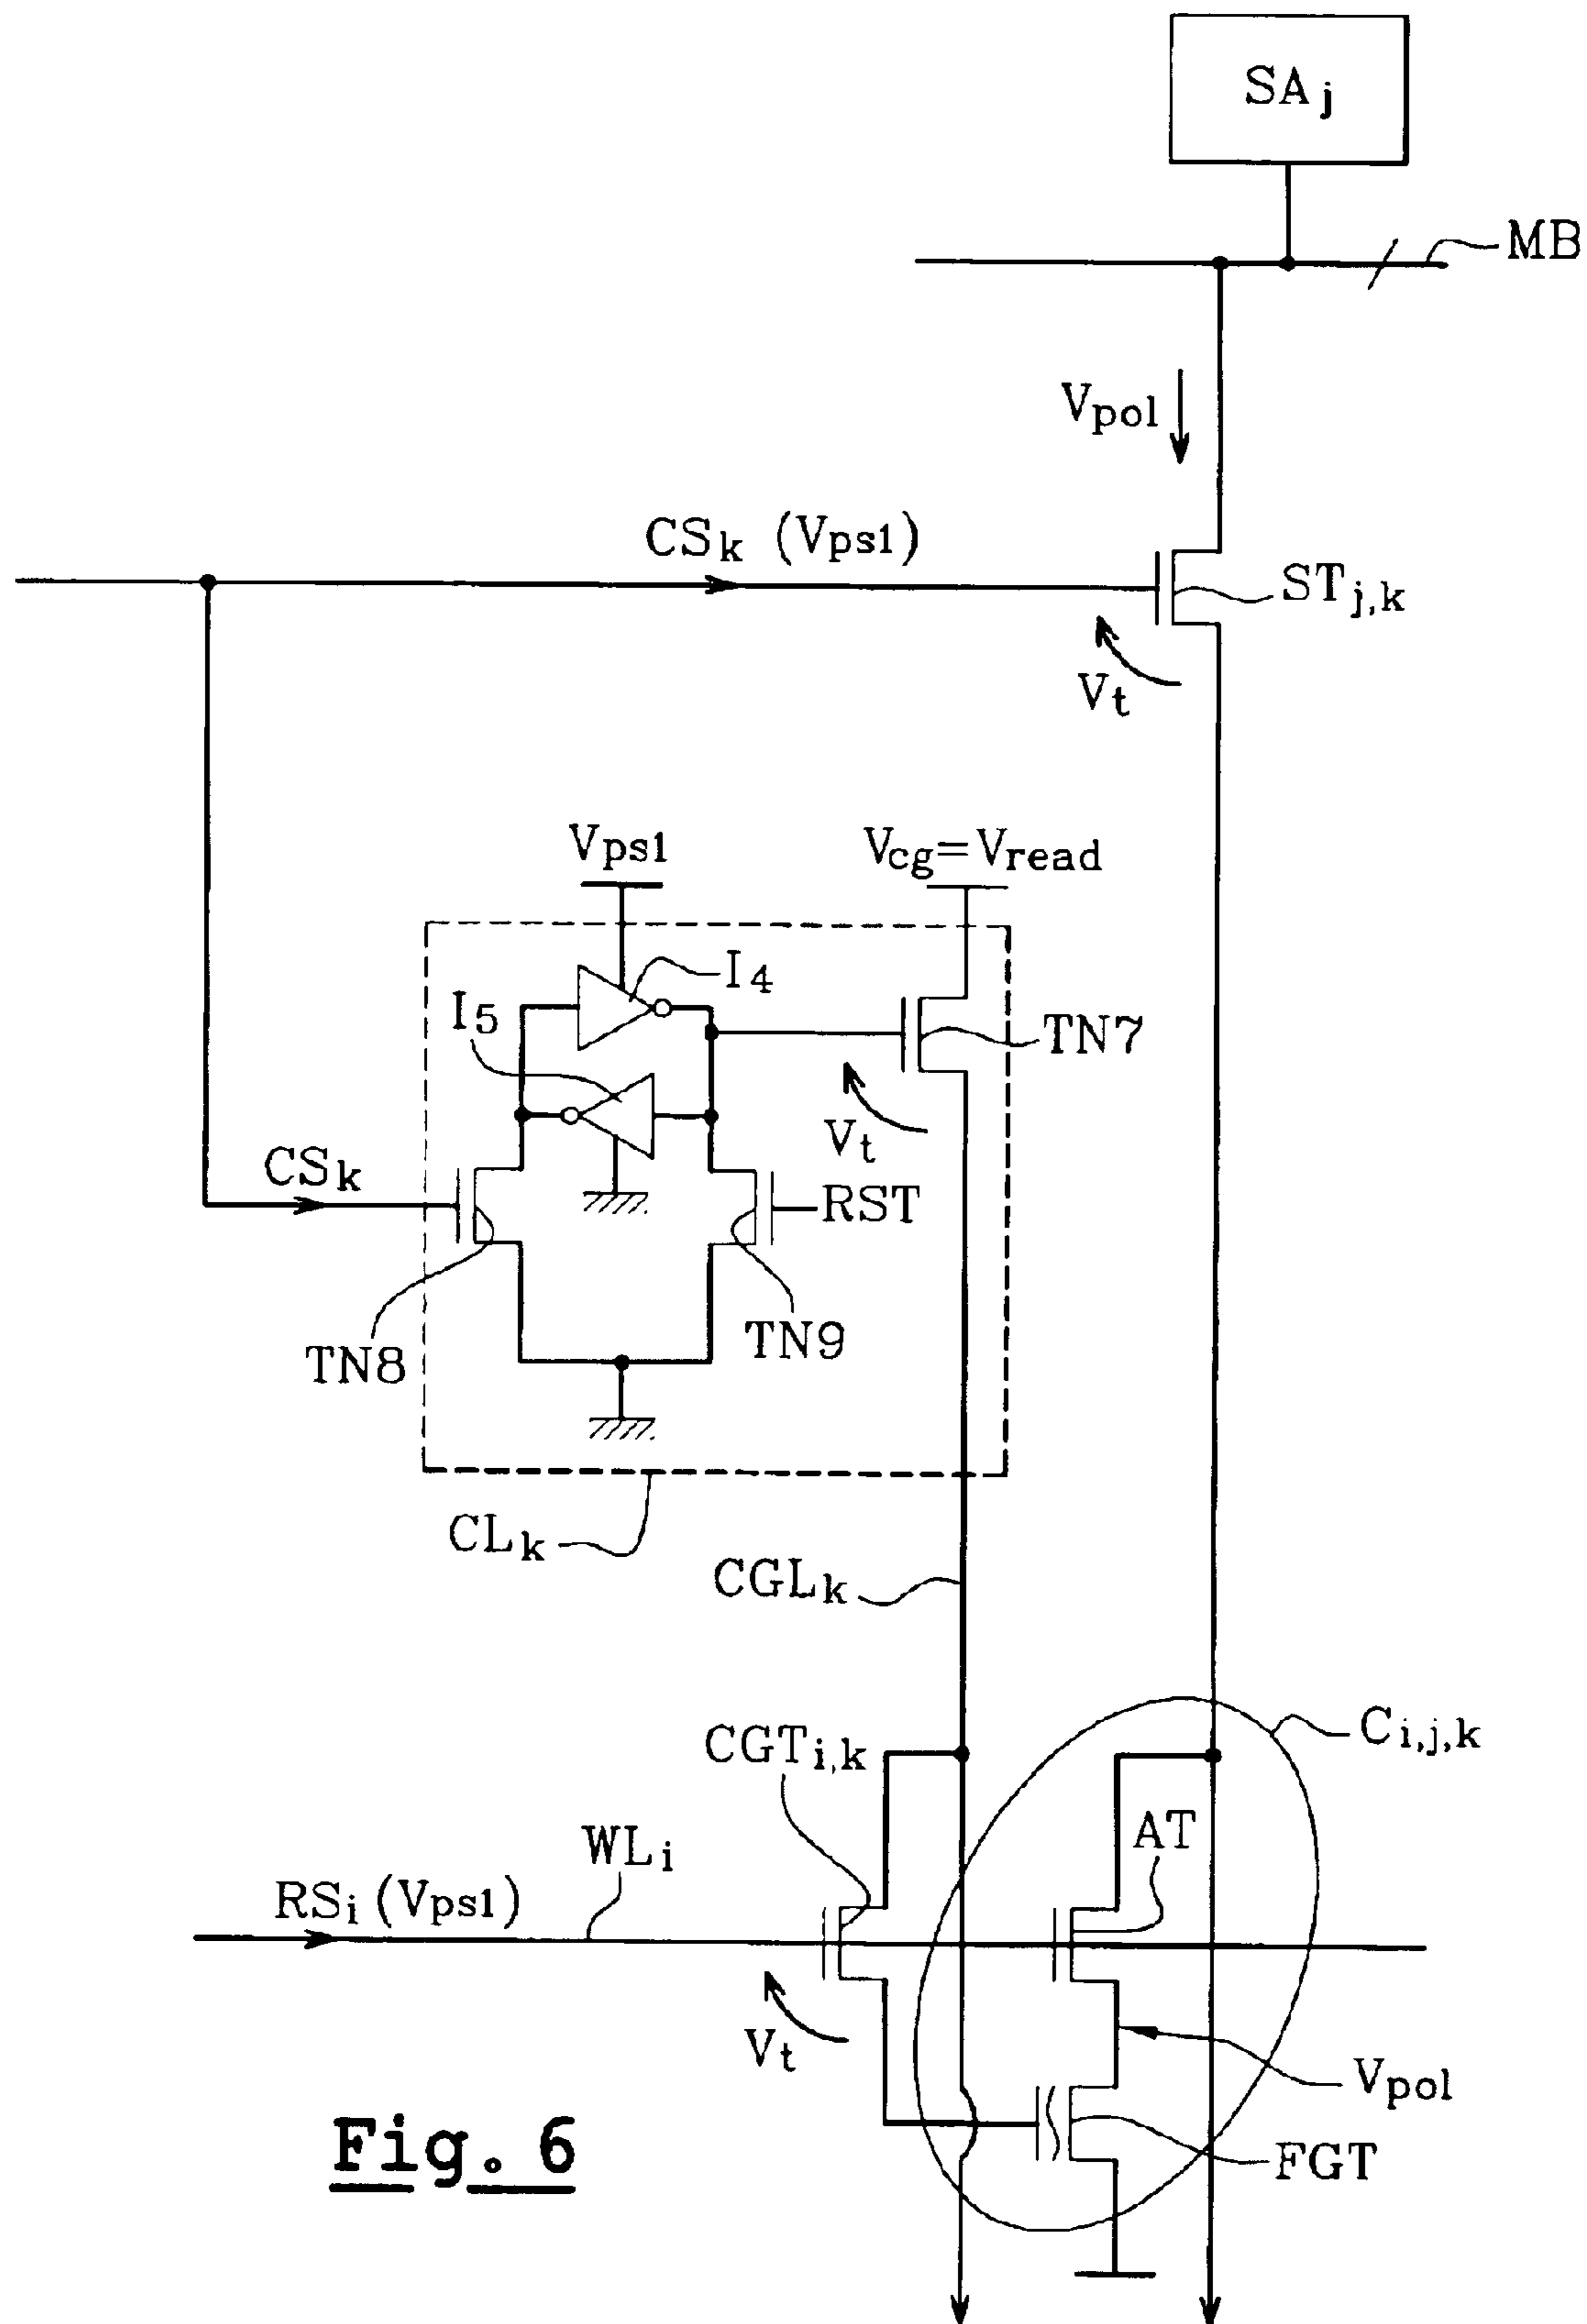 SAj
MB
Vpol
CSk (Vps1)
STj,k
Vt
Vps1
Vcg=Vread
I4
I5
TN7
Vt
CSk
RST
TN8
TN9
CLk
CGLk
CGTi,k
Ci,j,k
AT
WLi
RSi (Vps1)
Vt
Vpol
FGT
Fig. 6